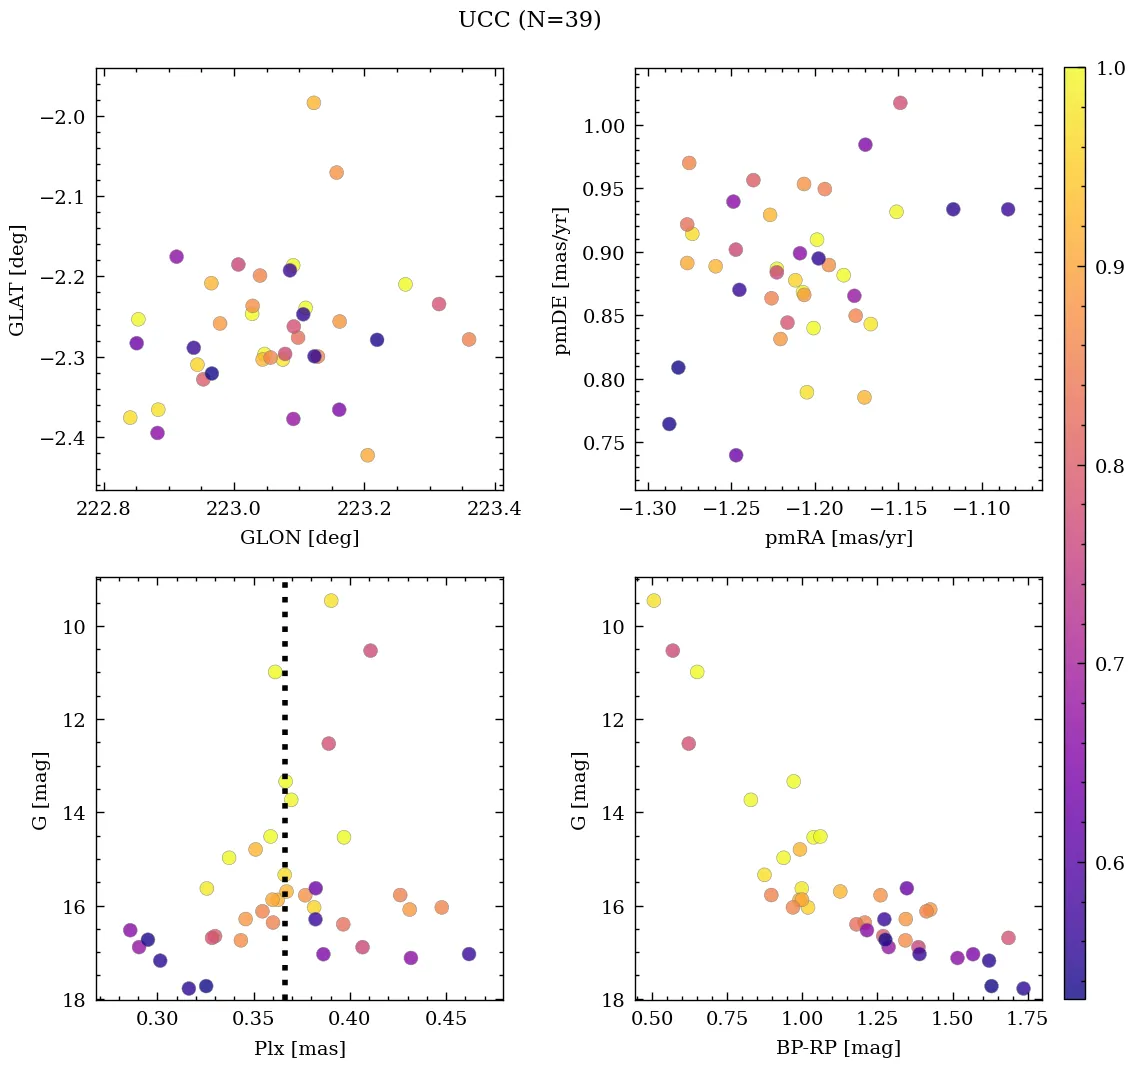 UCC (N=39)
−2.0
−2.1
−2.2
−2.3
−2.4
GLAT [deg]
222.8 223.0 223.2 223.4
GLON [deg]
1.00
0.95
0.90
0.85
0.80
0.75
pmDE [mas/yr]
−1.30 −1.25 −1.20 −1.15 −1.10
pmRA [mas/yr]
10
12
14
16
18
G [mag]
0.30 0.35 0.40 0.45
Plx [mas]
10
12
14
16
18
G [mag]
0.50 0.75 1.00 1.25 1.50 1.75
BP-RP [mag]
1.0
0.9
0.8
0.7
0.6